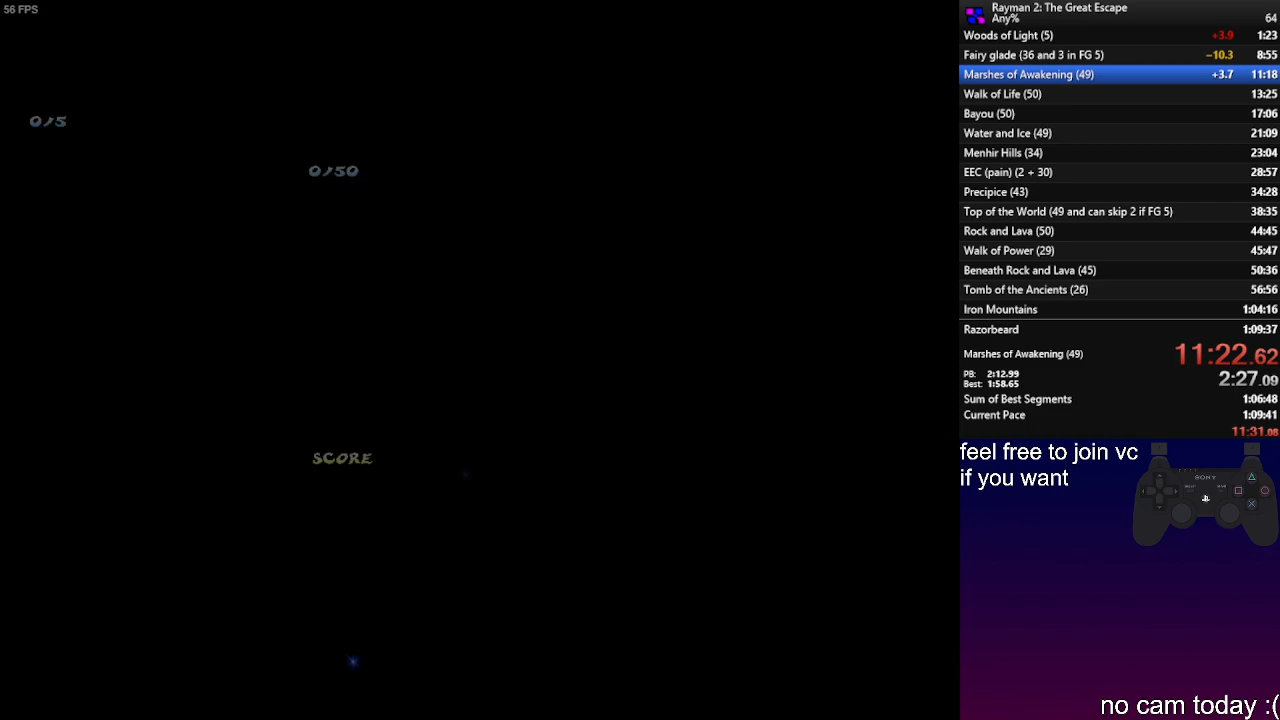 56 FPS
0/5
0/50
SCORE
Rayman 2: The Great Escape
Any%
64
Woods of Light (5) +3.9 1:23
Fairy glade (36 and 3 in FG 5) −10.3 8:55
Marshes of Awakening (49) +3.7 11:18
Walk of Life (50) 13:25
Bayou (50) 17:06
Water and Ice (49) 21:09
Menhir Hills (34) 23:04
EEC (pain) (2 + 30) 28:57
Precipice (43) 34:28
Top of the World (49 and can skip 2 if FG 5) 38:35
Rock and Lava (50) 44:45
Walk of Power (29) 45:47
Beneath Rock and Lava (45) 50:36
Tomb of the Ancients (26) 56:56
Iron Mountains 1:04:16
Razorbeard 1:09:37
Marshes of Awakening (49) 11:22.62
PB: 2:12.99
Best: 1:58.65
2:27.09
Sum of Best Segments 1:06:48
Current Pace 1:09:41
11:31.08
feel free to join vc
if you want
SONY
no cam today :(